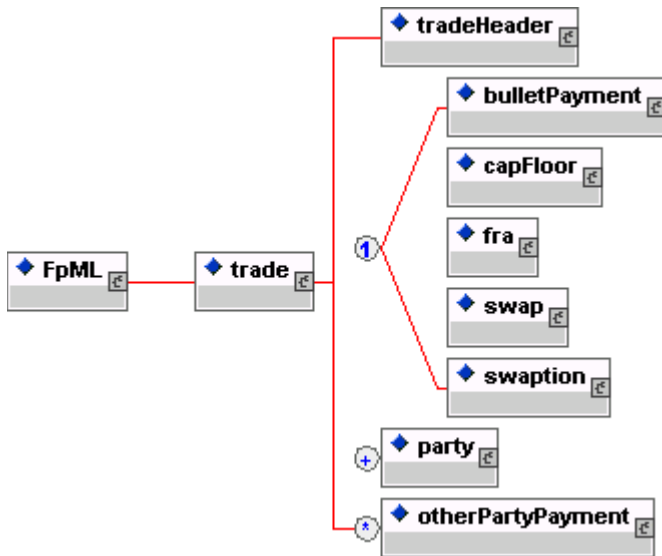 tradeHeader
bulletPayment
capFloor
1
fra
FpML
trade
swap
swaption
+
party
*
otherPartyPayment